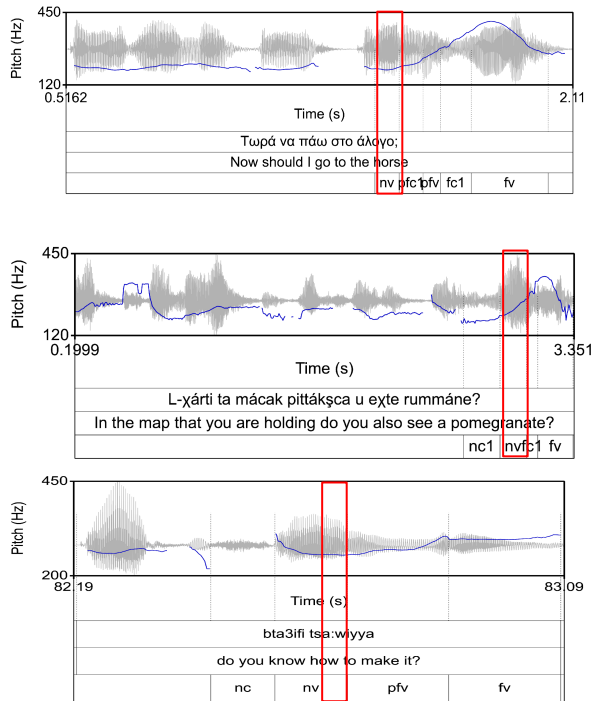 450
Pitch (Hz)
120
0.5162
2.11
Time (s)
Τωρά να πάω στο άλογο;
Now should I go to the horse
nv pfc1 pfv fc1 fv
450
Pitch (Hz)
120
0.1999
3.351
Time (s)
L-χárti ta mácak pittákşca u eχte rummáne?
In the map that you are holding do you also see a pomegranate?
nc1 nv fc1 fv
450
Pitch (Hz)
200
82.19
83.09
Time (s)
bta3ifi tsa:wiyya
do you know how to make it?
nc nv pfv fv